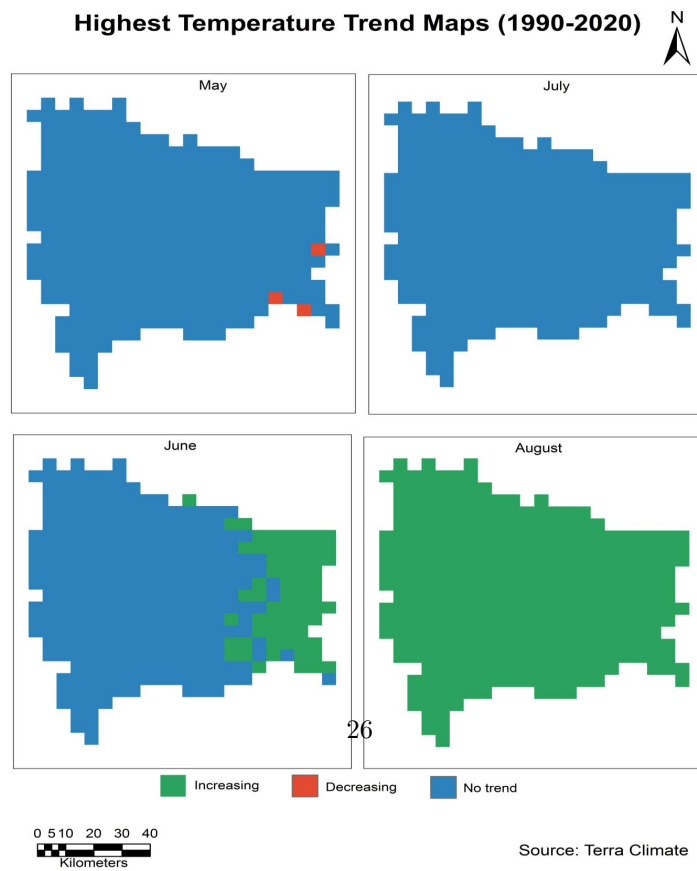 Highest Temperature Trend Maps (1990-2020)
N
May
July
June
August
26
Increasing
Decreasing
No trend
0 5 10 20 30 40
Kilometers
Source: Terra Climate